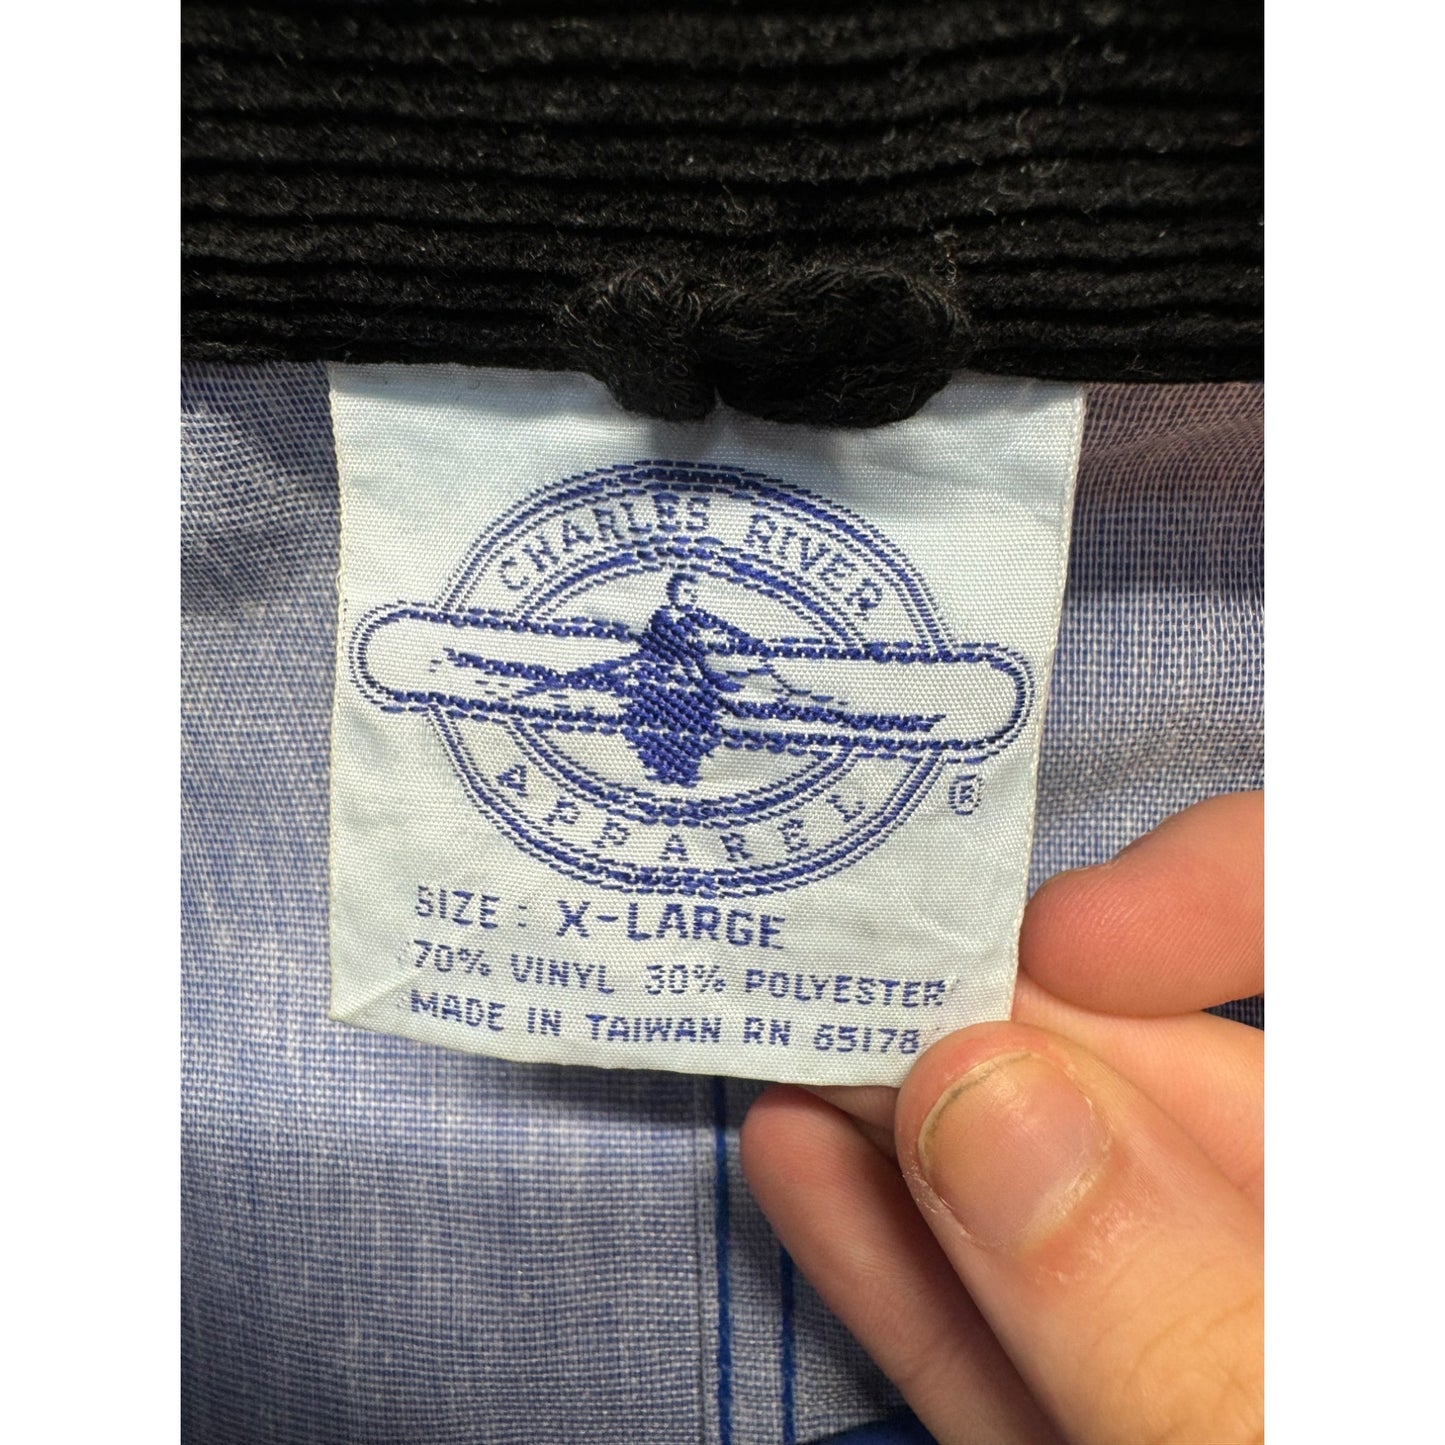 CHARLES RIVER
APPAREL
®
SIZE : X-LARGE
70% VINYL 30% POLYESTER
MADE IN TAIWAN RN 65178